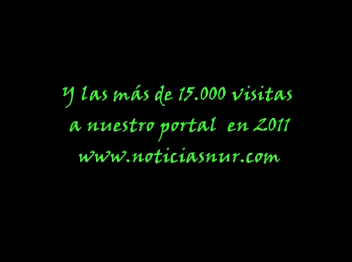 Y las más de 15.000 visitas
a nuestro portal en 2011
www.noticiasnur.com